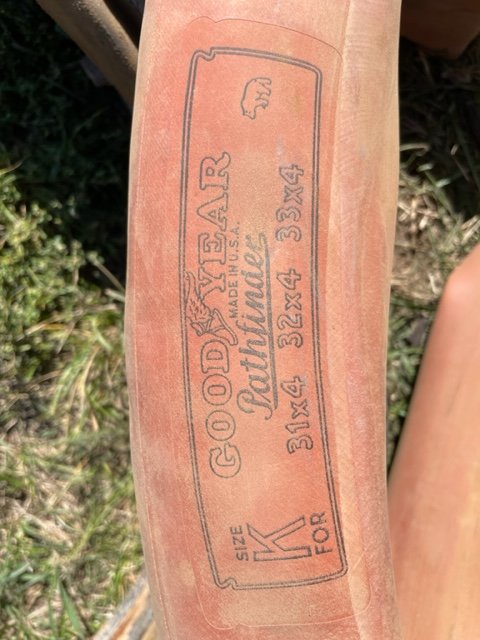 GOODYEAR
MADE IN U.S.A.
Pathfinder
SIZE
K
FOR
31x4 32x4 33x4